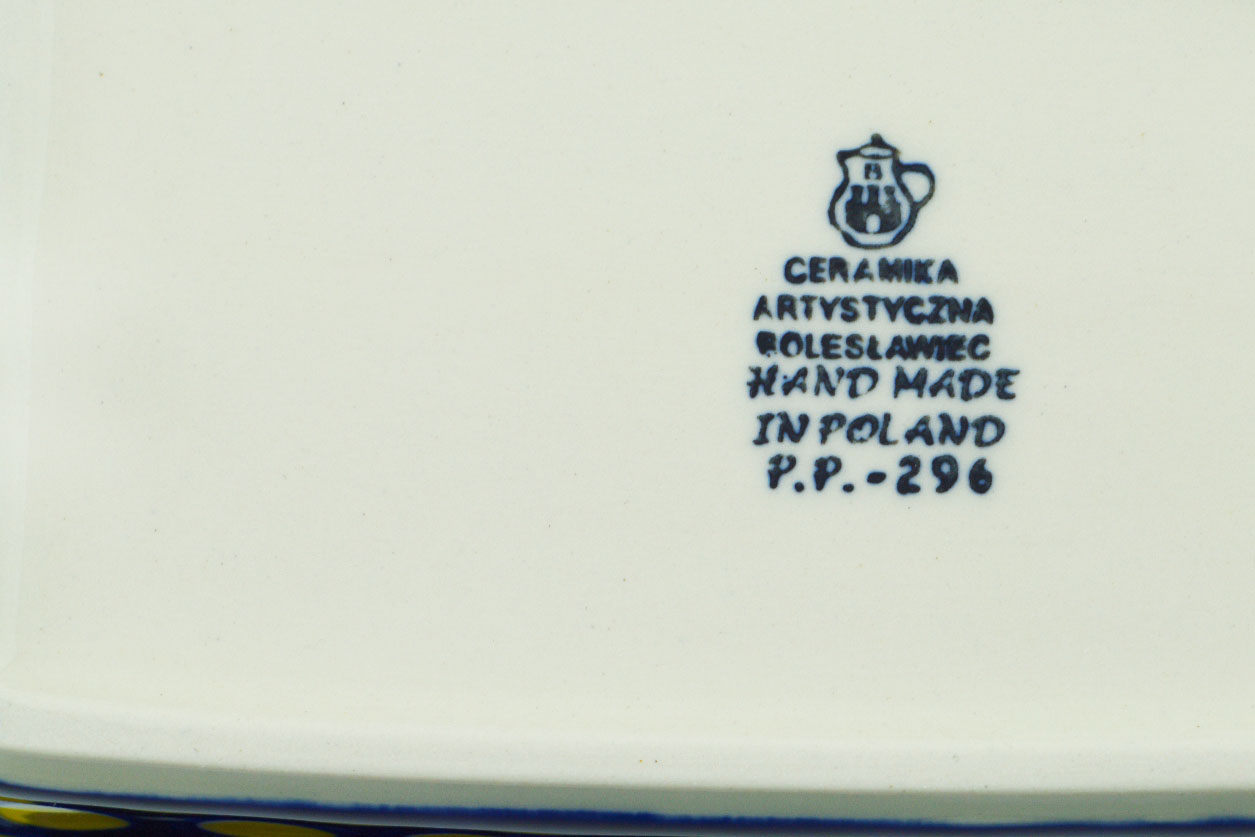 B
CERAMIKA
ARTYSTYCZNA
BOLESŁAWIEC
HAND MADE
IN POLAND
P.P.-296